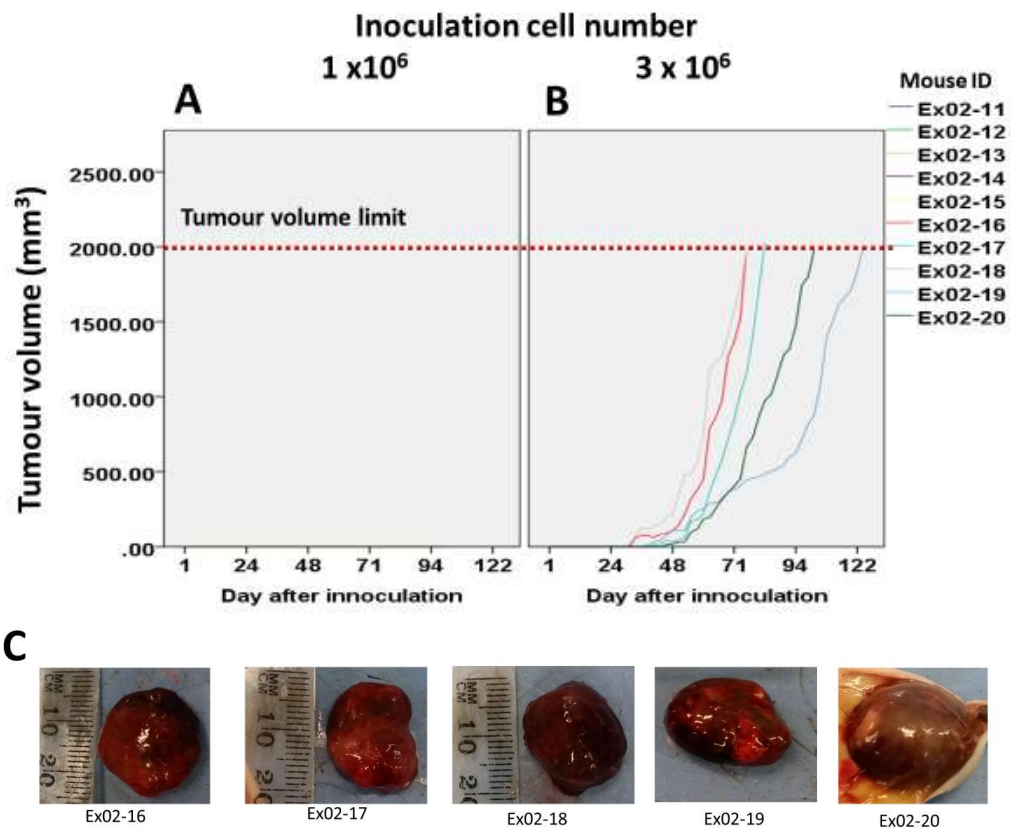 Inoculation cell number
1 x10⁶
3 x 10⁶
A
B
Mouse ID
Ex02-11
Ex02-12
Ex02-13
Ex02-14
Ex02-15
Ex02-16
Ex02-17
Ex02-18
Ex02-19
Ex02-20
Tumour volume (mm³)
2500.00
2000.00
1500.00
1000.00
500.00
.00
Tumour volume limit
1 24 48 71 94 122
1 24 48 71 94 122
Day after innoculation
Day after innoculation
C
MM
CM
10
20
MM
CM
10
20
MM
CM
10
20
Ex02-16
Ex02-17
Ex02-18
Ex02-19
Ex02-20